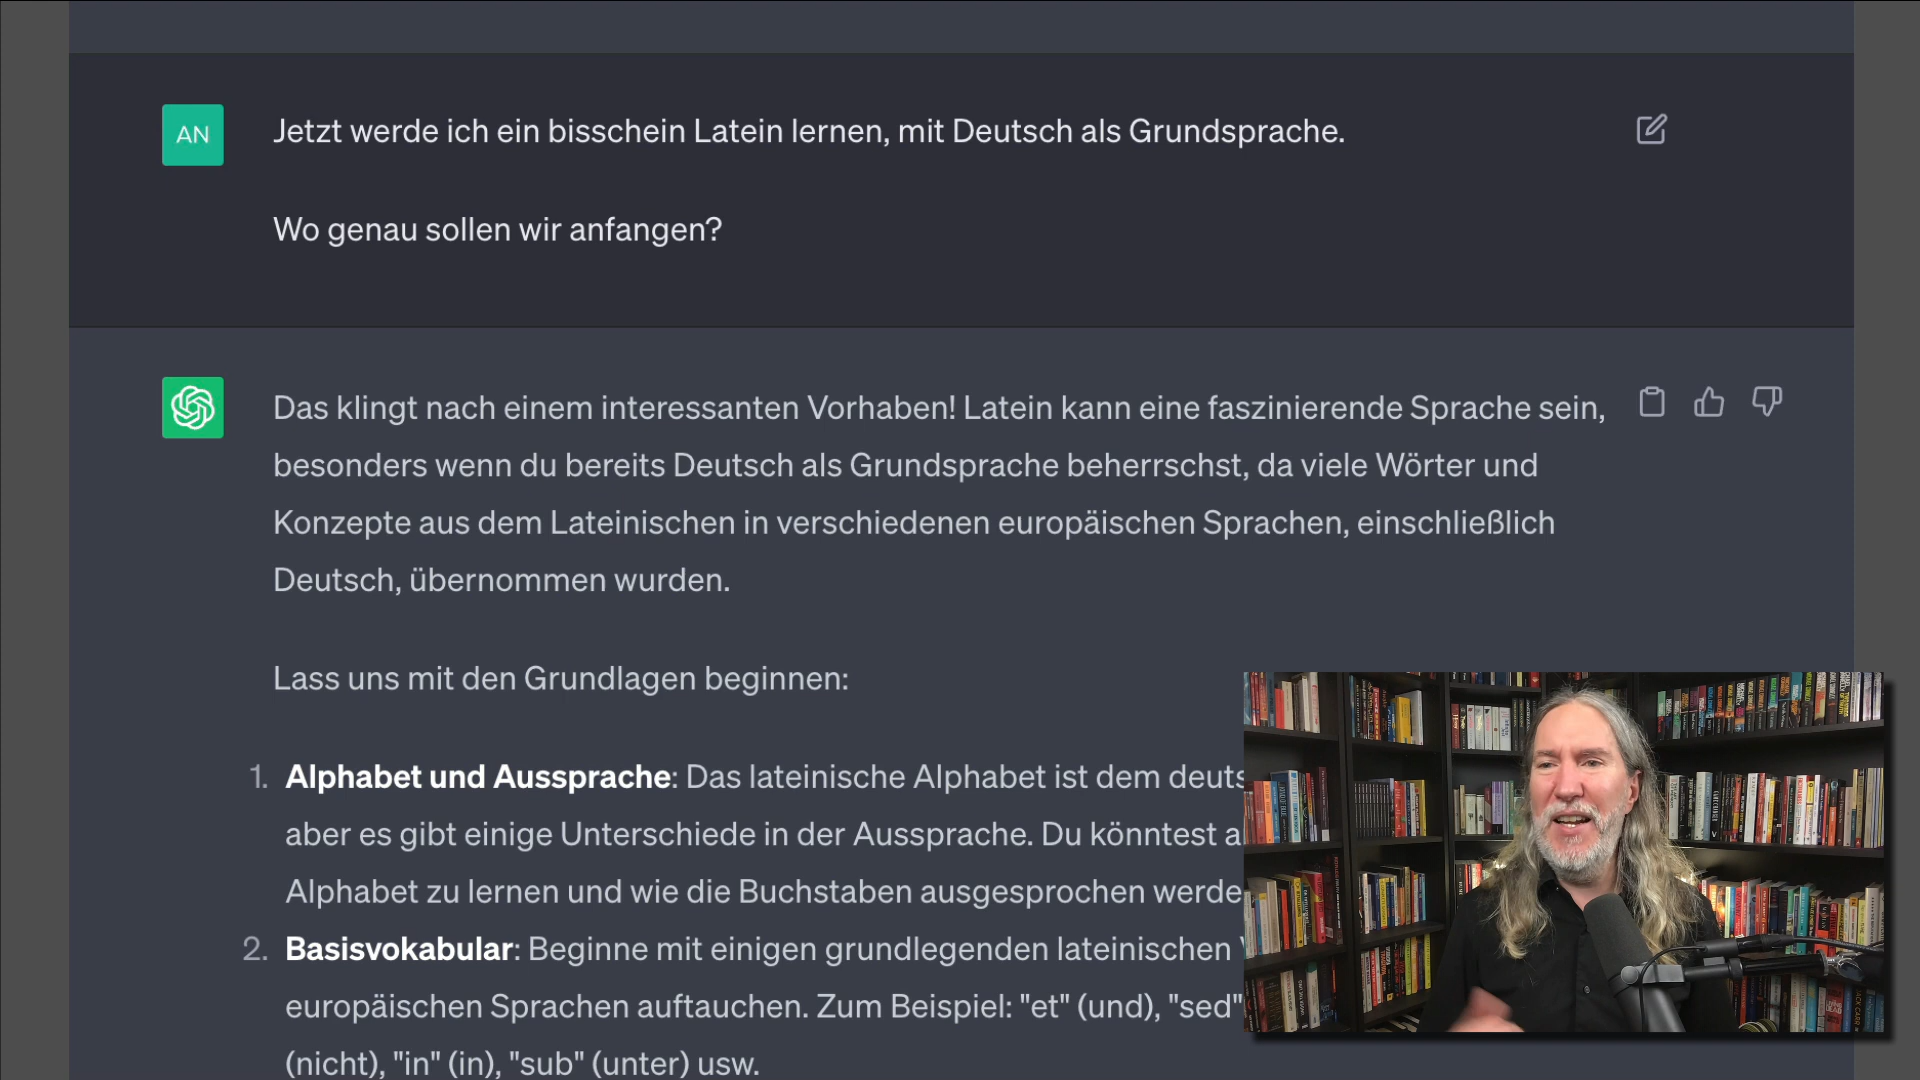 AN
Jetzt werde ich ein bisschein Latein lernen, mit Deutsch als Grundsprache.
Wo genau sollen wir anfangen?
Das klingt nach einem interessanten Vorhaben! Latein kann eine faszinierende Sprache sein,
besonders wenn du bereits Deutsch als Grundsprache beherrschst, da viele Wörter und
Konzepte aus dem Lateinischen in verschiedenen europäischen Sprachen, einschließlich
Deutsch, übernommen wurden.
Lass uns mit den Grundlagen beginnen:
1. Alphabet und Aussprache: Das lateinische Alphabet ist dem
aber es gibt einige Unterschiede in der Aussprache. Du könntest
Alphabet zu lernen und wie die Buchstaben ausgesprochen
2. Basisvokabular: Beginne mit einigen grundlegenden lateinischen
europäischen Sprachen auftauchen. Zum Beispiel: "et" (und), "sed"
(nicht), "in" (in), "sub" (unter) usw.